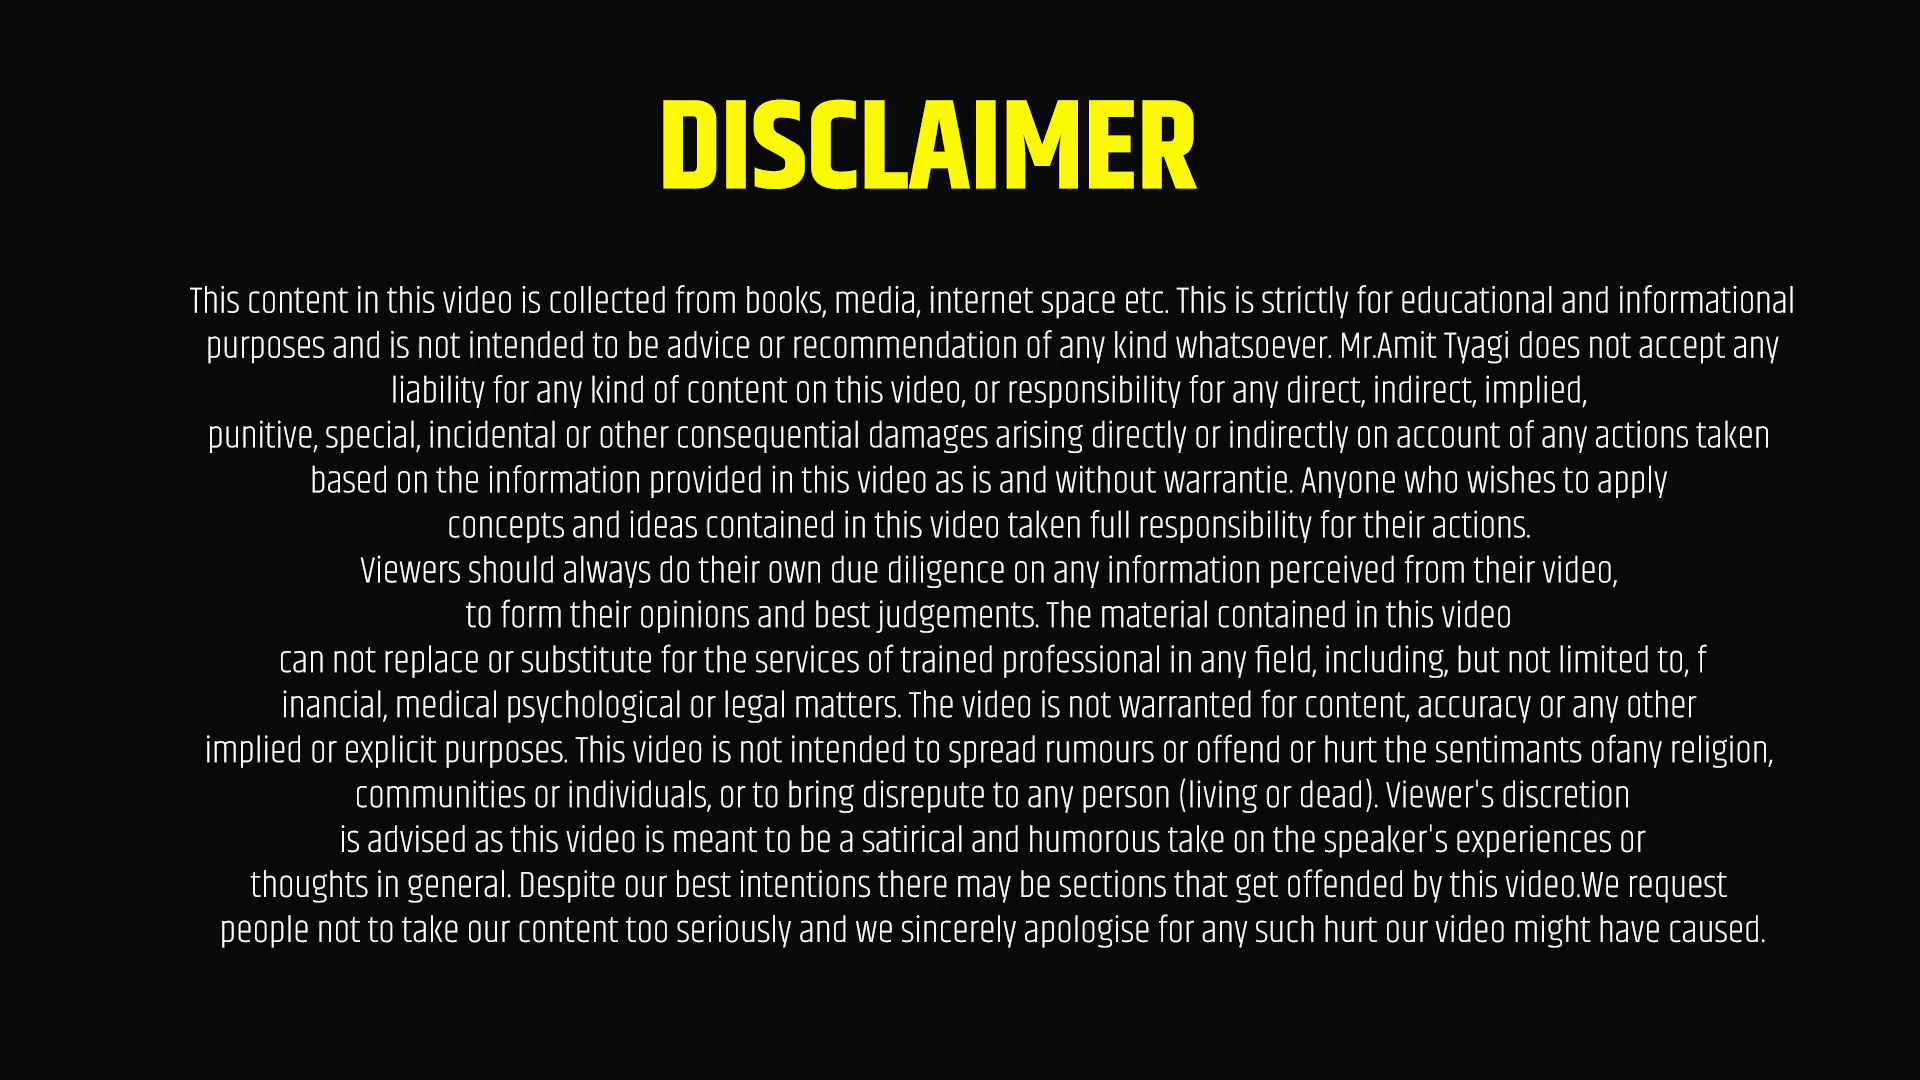 DISCLAIMER
This content in this video is collected from books, media, internet space etc. This is strictly for educational and informational
purposes and is not intended to be advice or recommendation of any kind whatsoever. Mr.Amit Tyagi does not accept any
liability for any kind of content on this video, or responsibility for any direct, indirect, implied,
punitive, special, incidental or other consequential damages arising directly or indirectly on account of any actions taken
based on the information provided in this video as is and without warrantie. Anyone who wishes to apply
concepts and ideas contained in this video taken full responsibility for their actions.
Viewers should always do their own due diligence on any information perceived from their video,
to form their opinions and best judgements. The material contained in this video
can not replace or substitute for the services of trained professional in any field, including, but not limited to, f
inancial, medical psychological or legal matters. The video is not warranted for content, accuracy or any other
implied or explicit purposes. This video is not intended to spread rumours or offend or hurt the sentimants ofany religion,
communities or individuals, or to bring disrepute to any person (living or dead). Viewer's discretion
is advised as this video is meant to be a satirical and humorous take on the speaker's experiences or
thoughts in general. Despite our best intentions there may be sections that get offended by this video.We request
people not to take our content too seriously and we sincerely apologise for any such hurt our video might have caused.